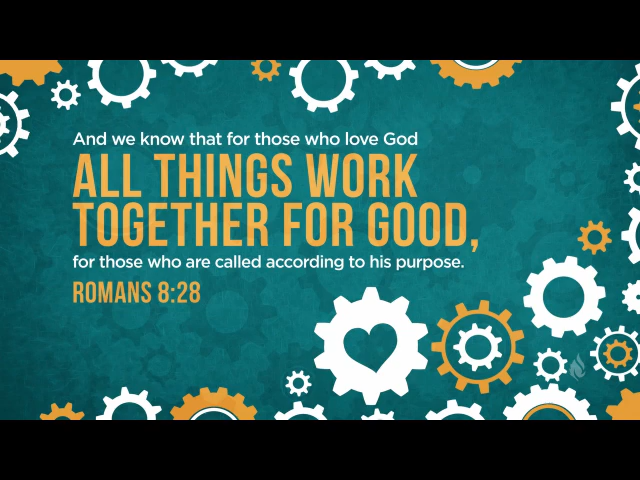 And we know that for those who love God
ALL THINGS WORK
TOGETHER FOR GOOD,
for those who are called according to his purpose.
ROMANS 8:28